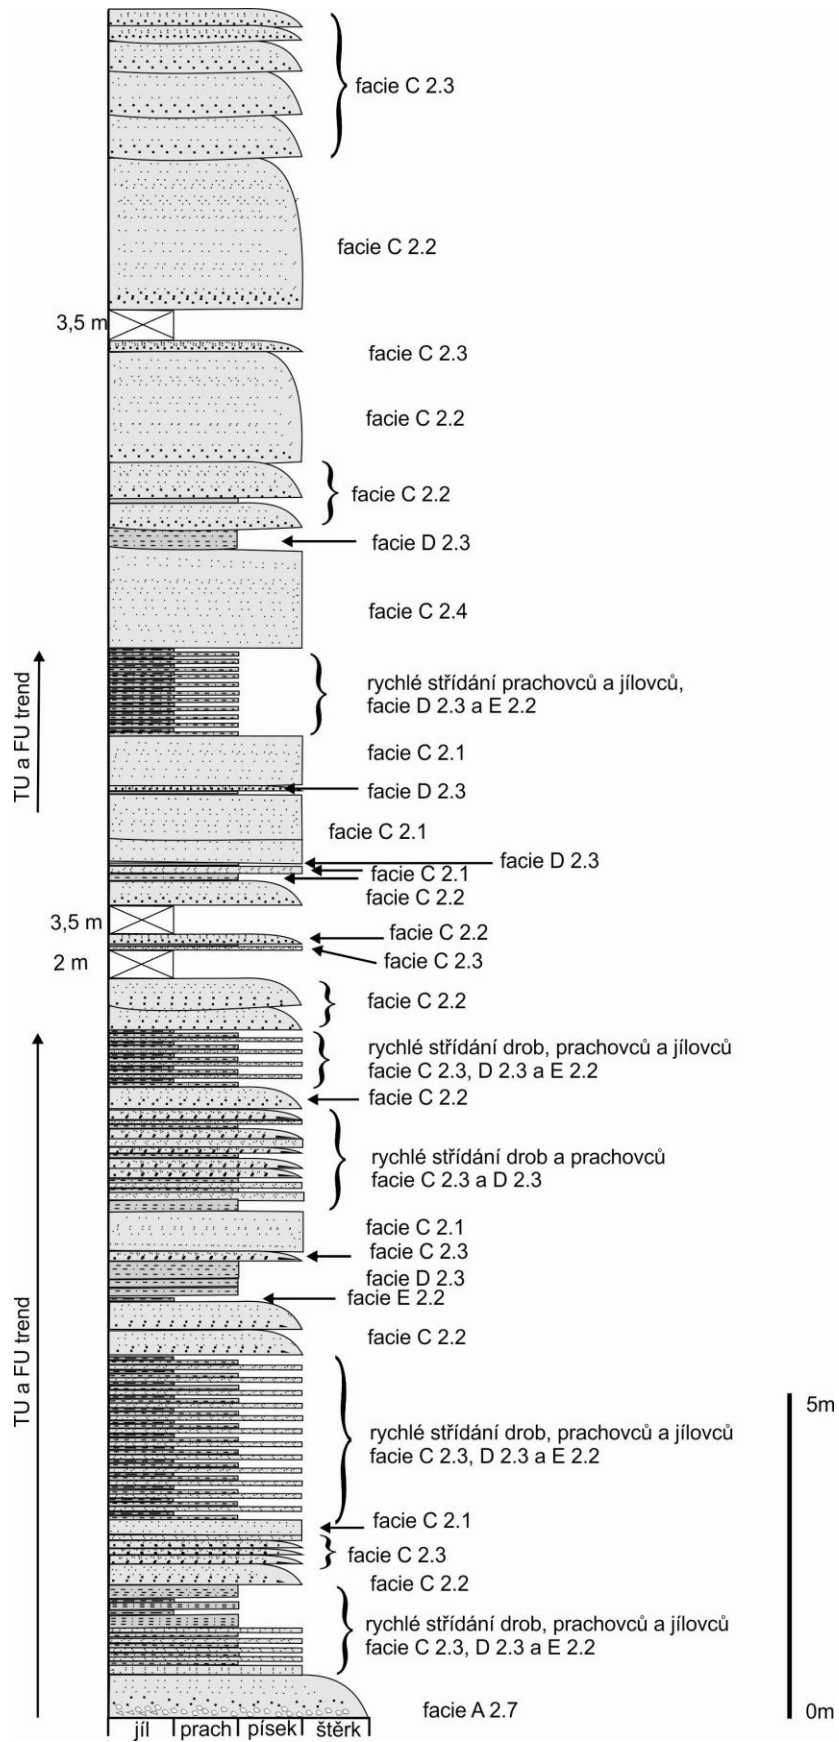 facie C 2.3
facie C 2.2
3,5 m
facie C 2.3
facie C 2.2
facie C 2.2
facie D 2.3
facie C 2.4
TU a FU trend
rychlé střídání prachovců a jílovců,
facie D 2.3 a E 2.2
facie C 2.1
facie D 2.3
facie C 2.1
facie D 2.3
facie C 2.1
facie C 2.2
3,5 m
facie C 2.2
facie C 2.3
2 m
facie C 2.2
rychlé střídání drob, prachovců a jílovců
facie C 2.3, D 2.3 a E 2.2
facie C 2.2
rychlé střídání drob a prachovců
facie C 2.3 a D 2.3
facie C 2.1
facie C 2.3
facie D 2.3
facie E 2.2
facie C 2.2
TU a FU trend
5m
rychlé střídání drob, prachovců a jílovců
facie C 2.3, D 2.3 a E 2.2
facie C 2.1
facie C 2.3
facie C 2.2
rychlé střídání drob, prachovců a jílovců
facie C 2.3, D 2.3 a E 2.2
facie A 2.7
0m
jíl prach písek štěrk